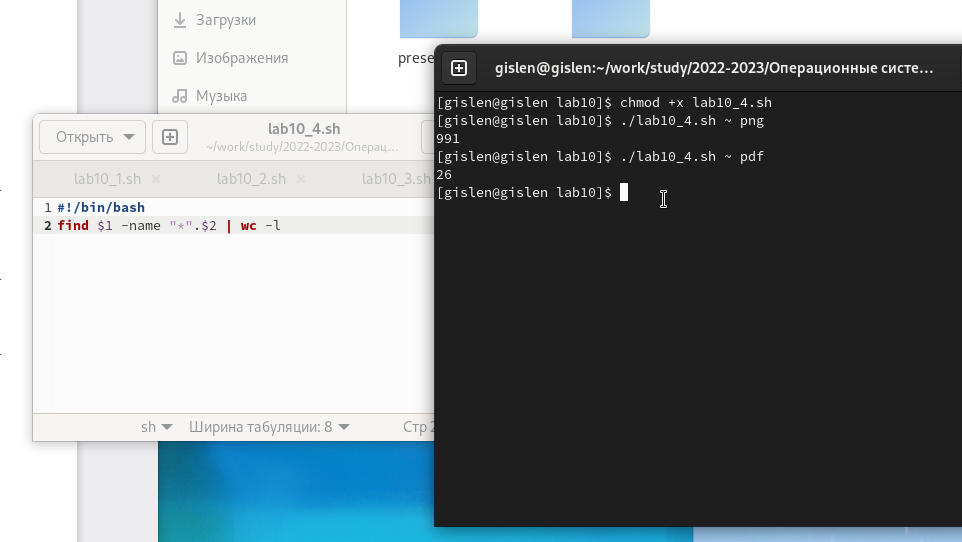 Загрузки
Изображения
Музыка
Открыть
lab10_4.sh
~/work/study/2022-2023/Операц...
lab10_1.sh
lab10_2.sh
lab10_3.sh
1 #!/bin/bash
2 find $1 -name "*".$2 | wc -l
sh
Ширина табуляции: 8
Стр 2
prese
gislen@gislen:~/work/study/2022-2023/Операционные систе...
[gislen@gislen lab10]$ chmod +x lab10_4.sh
[gislen@gislen lab10]$ ./lab10_4.sh ~ png
991
[gislen@gislen lab10]$ ./lab10_4.sh ~ pdf
26
[gislen@gislen lab10]$